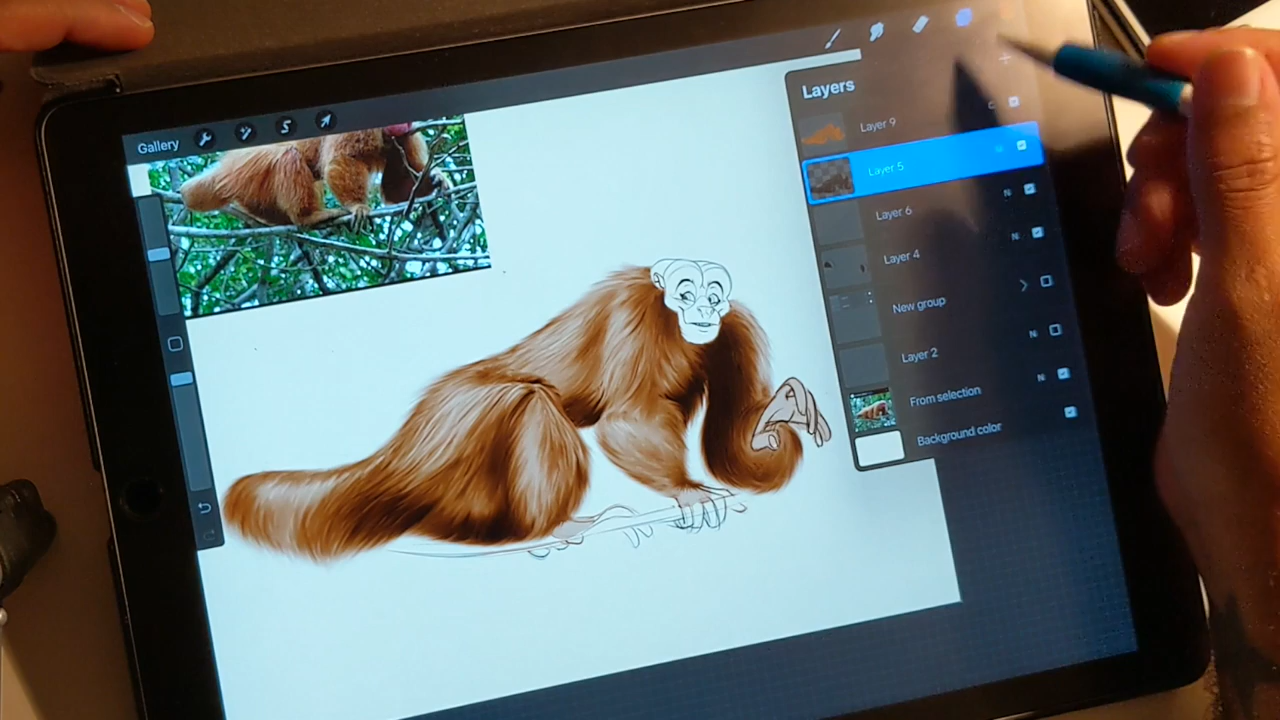 Gallery
Layers
Layer 9
Layer 5
Layer 6
N
Layer 4
N
New group
Layer 2
N
From selection
N
Background color